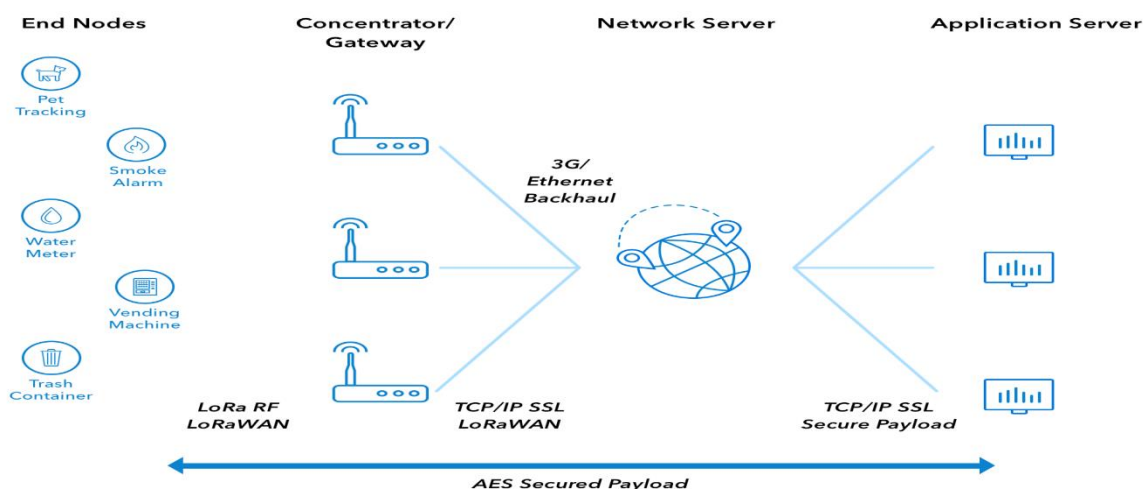 End Nodes
Concentrator/
Gateway
Network Server
Application Server
Pet
Tracking
Smoke
Alarm
Water
Meter
Vending
Machine
Trash
Container
3G/
Ethernet
Backhaul
LoRa RF
LoRaWAN
TCP/IP SSL
LoRaWAN
TCP/IP SSL
Secure Payload
AES Secured Payload